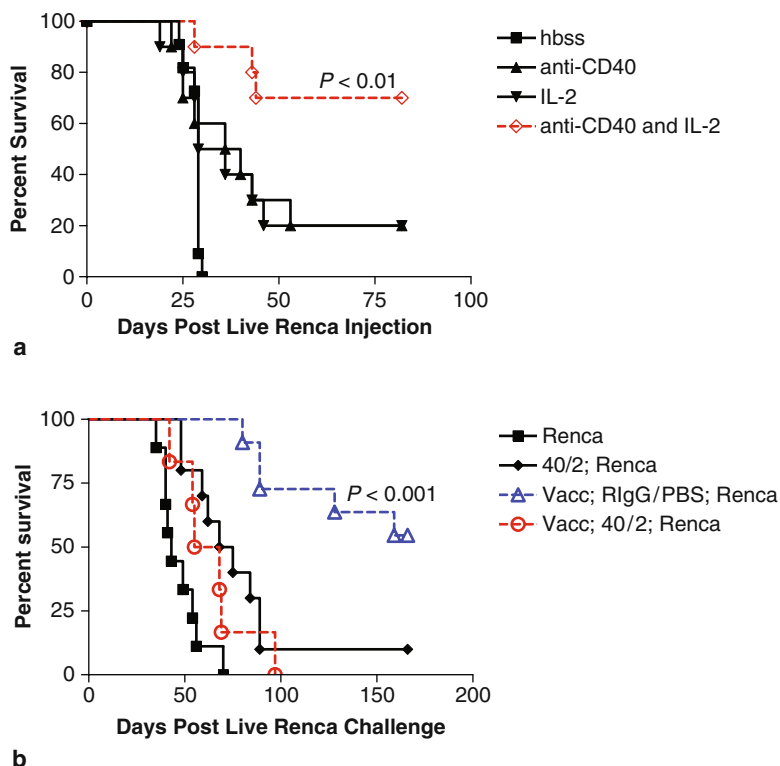 100
80
60
40
20
0
Percent Survival
P < 0.01
0 25 50 75 100
Days Post Live Renca Injection
hbss
anti-CD40
IL-2
anti-CD40 and IL-2
a
100
75
50
25
0
Percent survival
P < 0.001
0 50 100 150 200
Days Post Live Renca Challenge
Renca
40/2; Renca
Vacc; RIgG/PBS; Renca
Vacc; 40/2; Renca
b